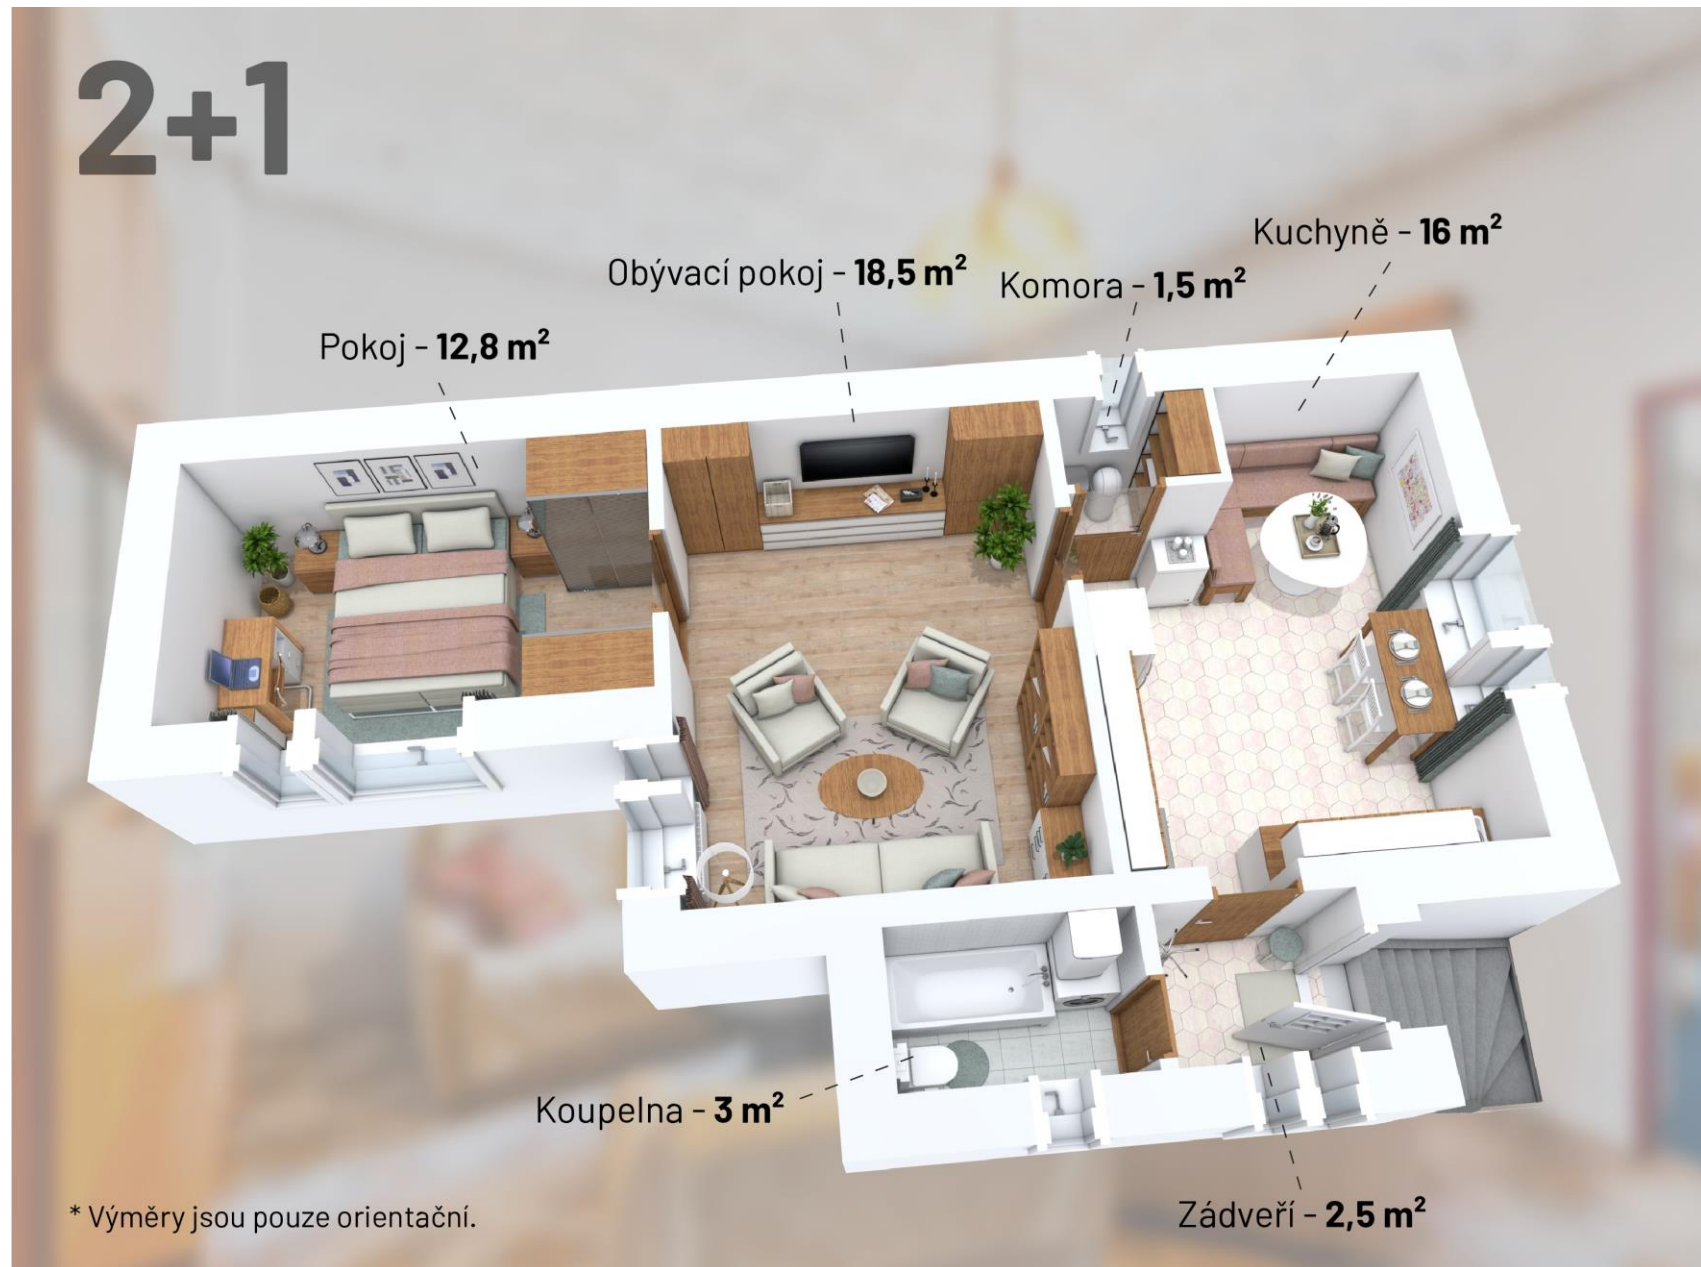 2+1
Kuchyně - 16 m²
Obývací pokoj - 18,5 m²
Komora - 1,5 m²
Pokoj - 12,8 m²
Koupelna - 3 m²
Zádveří - 2,5 m²
* Výměry jsou pouze orientační.